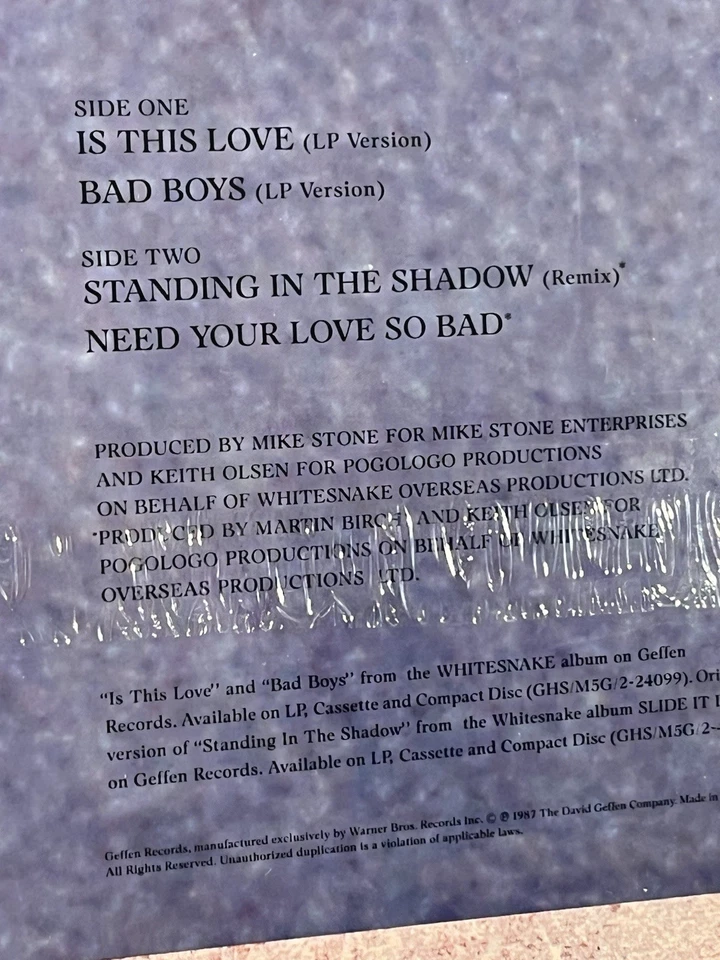 SIDE ONE
IS THIS LOVE (LP Version)
BAD BOYS (LP Version)
SIDE TWO
STANDING IN THE SHADOW (Remix)*
NEED YOUR LOVE SO BAD*
PRODUCED BY MIKE STONE FOR MIKE STONE ENTERPRISES
AND KEITH OLSEN FOR POGOLOGO PRODUCTIONS
ON BEHALF OF WHITESNAKE OVERSEAS PRODUCTIONS LTD.
*PRODUCED BY MARTIN BIRCH AND KEITH OLSEN FOR
POGOLOGO PRODUCTIONS ON BEHALF OF WHITESNAKE
OVERSEAS PRODUCTIONS LTD.
“Is This Love” and “Bad Boys” from the WHITESNAKE album on Geffen
Records. Available on LP, Cassette and Compact Disc (GHS/M5G/2-24099). Ori
version of “Standing In The Shadow” from the Whitesnake album SLIDE IT I
on Geffen Records. Available on LP, Cassette and Compact Disc (GHS/M5G/2-
Geffen Records, manufactured exclusively by Warner Bros. Records Inc. © ℗ 1987 The David Geffen Company. Made in
All Rights Reserved. Unauthorized duplication is a violation of applicable laws.